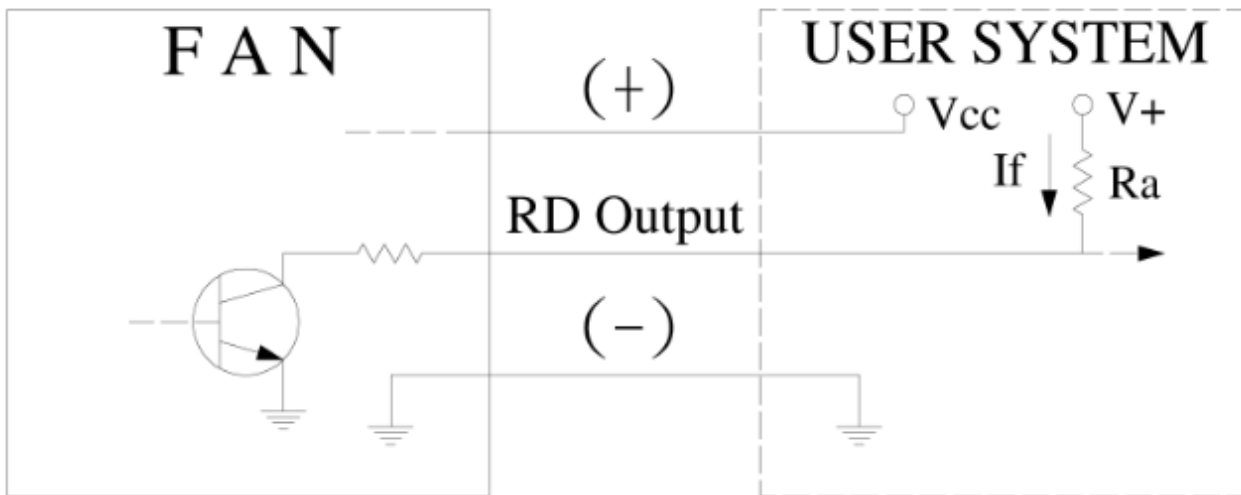 F A N
USER SYSTEM
(+)
Vcc
V+
If
Ra
RD Output
(-)